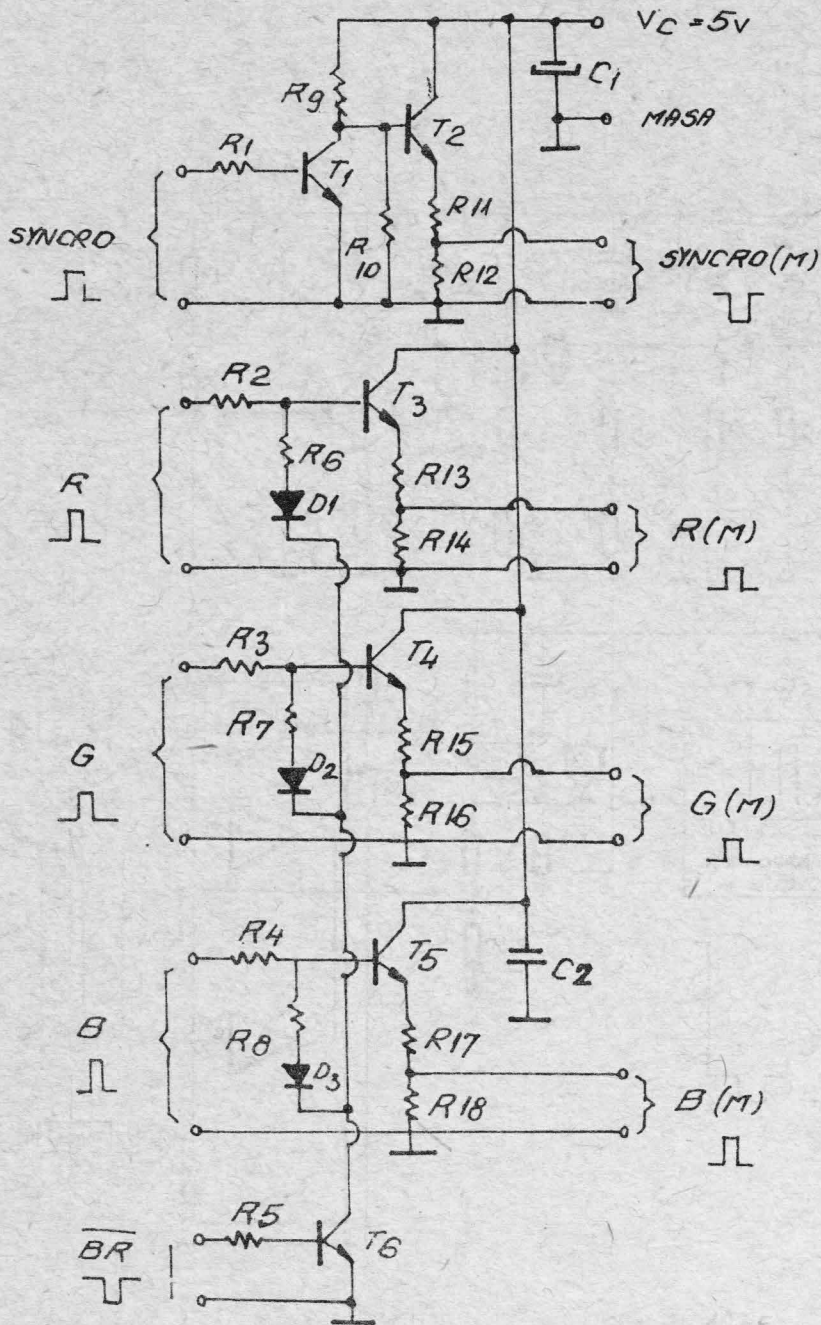 VC = 5V
R9
C1
MASA
T2
R1
T1
R11
SYNCRO
R
10
SYNCRO(M)
R12
R2
T3
R6
R13
R
D1
R14
R(M)
R3
T4
R7
R15
G
D2
R16
G(M)
R4
T5
C2
R17
B
R8
D3
R18
B(M)
R5
T6
BR